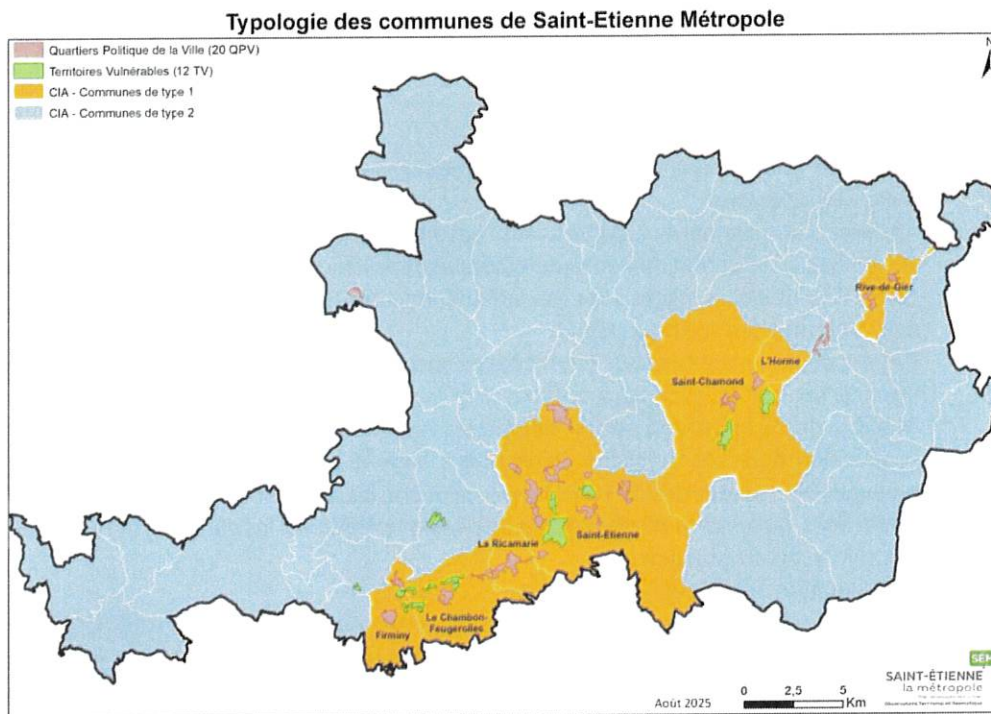 Typologie des communes de Saint-Etienne Métropole
Quartiers Politique de la Ville (20 QPV)
Territoires Vulnérables (12 TV)
CIA - Communes de type 1
CIA - Communes de type 2
N
Rive-de-Gier
L'Horme
Saint-Chamond
La Ricamarie
Saint-Etienne
Le Chambon-
Feugerolles
Firminy
SEM
SAINT-ÉTIENNE
la métropole
Août 2025
0 2,5 5
Km